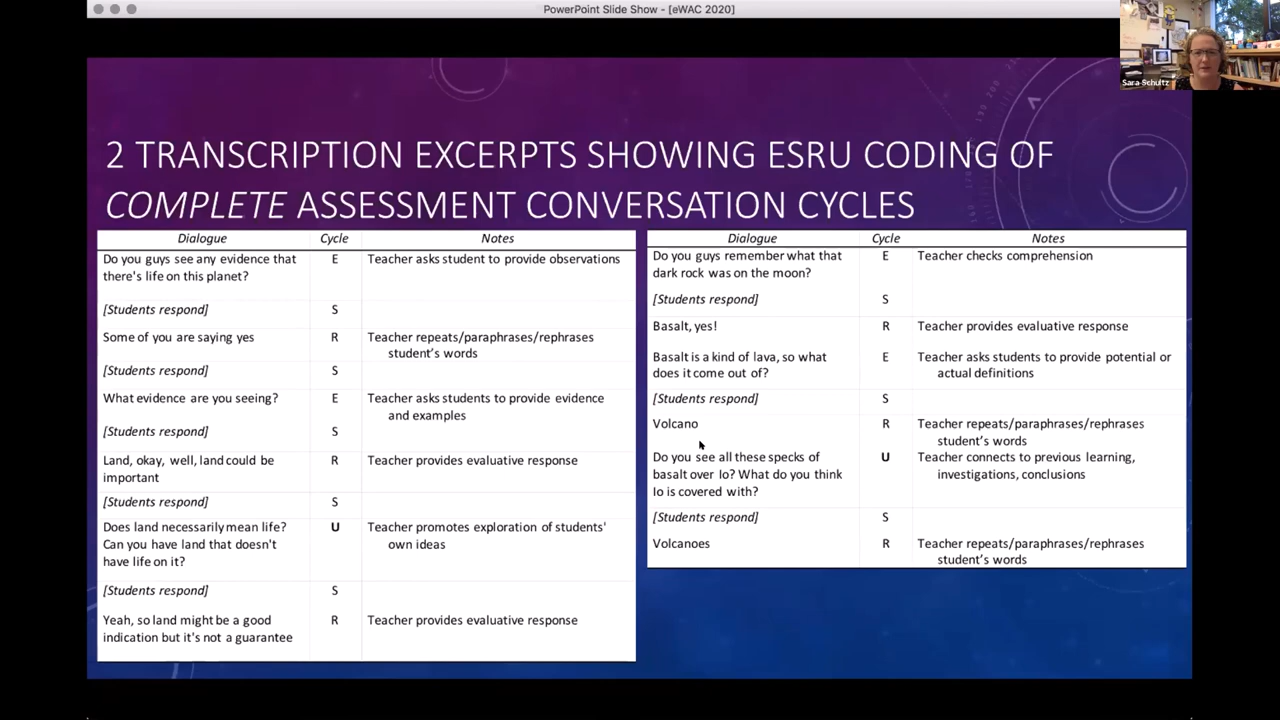 PowerPoint Slide Show - [eWAC 2020]
Sara Schultz
2 TRANSCRIPTION EXCERPTS SHOWING ESRU CODING OF
COMPLETE ASSESSMENT CONVERSATION CYCLES
Dialogue Cycle Notes
Do you guys see any evidence that E Teacher asks student to provide observations
there's life on this planet?
[Students respond] S
Some of you are saying yes R Teacher repeats/paraphrases/rephrases
student's words
[Students respond] S
What evidence are you seeing? E Teacher asks students to provide evidence
and examples
[Students respond] S
Land, okay, well, land could be R Teacher provides evaluative response
important
[Students respond] S
Does land necessarily mean life? U Teacher promotes exploration of students'
Can you have land that doesn't own ideas
have life on it?
[Students respond] S
Yeah, so land might be a good R Teacher provides evaluative response
indication but it's not a guarantee
Dialogue Cycle Notes
Do you guys remember what that E Teacher checks comprehension
dark rock was on the moon?
[Students respond] S
Basalt, yes! R Teacher provides evaluative response
Basalt is a kind of lava, so what E Teacher asks students to provide potential or
does it come out of? actual definitions
[Students respond] S
Volcano R Teacher repeats/paraphrases/rephrases
student's words
Do you see all these specks of U Teacher connects to previous learning,
basalt over Io? What do you think investigations, conclusions
Io is covered with?
[Students respond] S
Volcanoes R Teacher repeats/paraphrases/rephrases
student's words